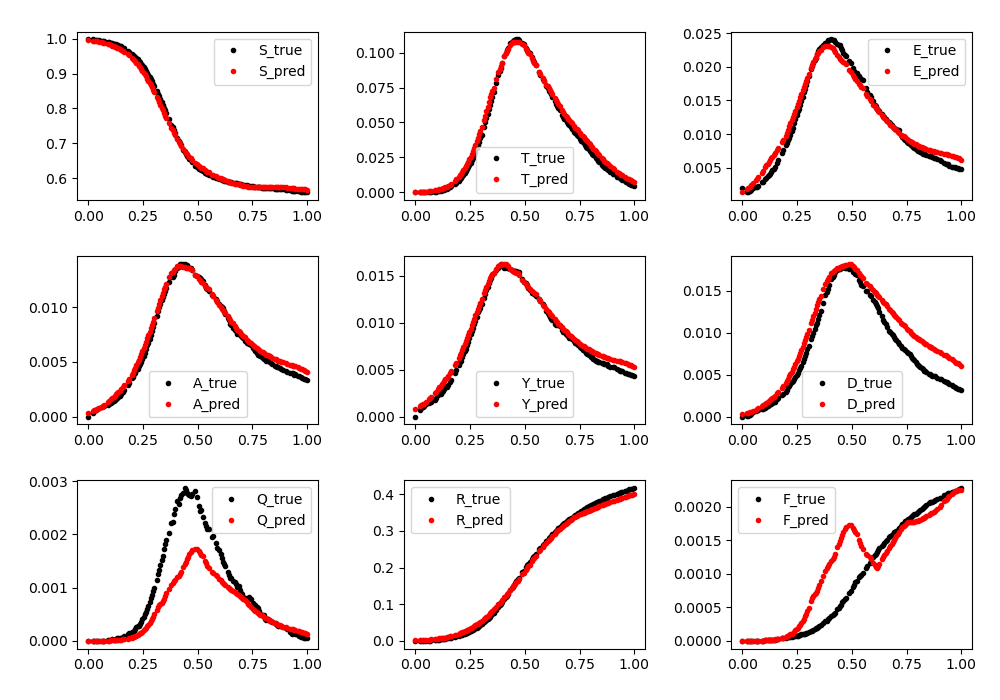 1.0
0.9
0.8
0.7
0.6
0.00 0.25 0.50 0.75 1.00
S_true
S_pred
0.100
0.075
0.050
0.025
0.000
0.00 0.25 0.50 0.75 1.00
T_true
T_pred
0.025
0.020
0.015
0.010
0.005
0.00 0.25 0.50 0.75 1.00
E_true
E_pred
0.010
0.005
0.000
0.00 0.25 0.50 0.75 1.00
A_true
A_pred
0.015
0.010
0.005
0.000
0.00 0.25 0.50 0.75 1.00
Y_true
Y_pred
0.015
0.010
0.005
0.000
0.00 0.25 0.50 0.75 1.00
D_true
D_pred
0.003
0.002
0.001
0.000
0.00 0.25 0.50 0.75 1.00
Q_true
Q_pred
0.4
0.3
0.2
0.1
0.0
0.00 0.25 0.50 0.75 1.00
R_true
R_pred
0.0020
0.0015
0.0010
0.0005
0.0000
0.00 0.25 0.50 0.75 1.00
F_true
F_pred